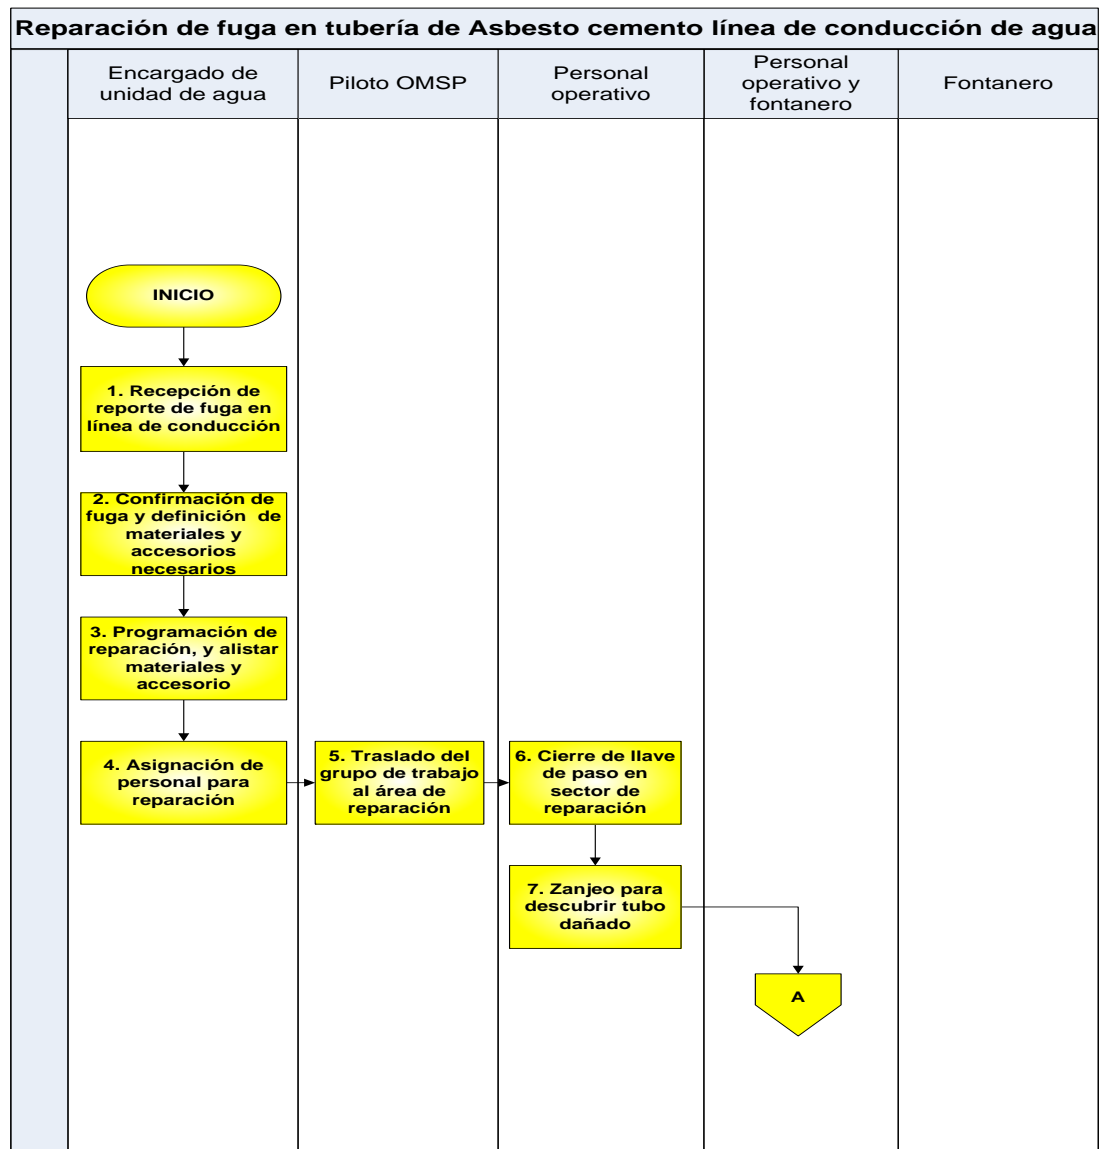 Reparación de fuga en tubería de Asbesto cemento línea de conducción de agua
Encargado de
unidad de agua
Piloto OMSP
Personal
operativo
Personal
operativo y
fontanero
Fontanero
INICIO
1. Recepción de
reporte de fuga en
línea de conducción
2. Confirmación de
fuga y definición de
materiales y
accesorios
necesarios
3. Programación de
reparación, y alistar
materiales y
accesorio
4. Asignación de
personal para
reparación
5. Traslado del
grupo de trabajo
al área de
reparación
6. Cierre de llave
de paso en
sector de
reparación
7. Zanjeo para
descubrir tubo
dañado
A